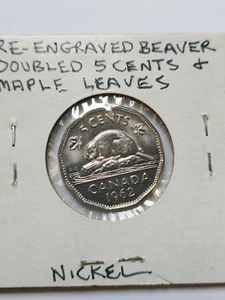 RE-ENGRAVED BEAVER
DOUBLED 5 CENTS &
MAPLE LEAVES
5 CENTS
CANADA
1962
NICKEL